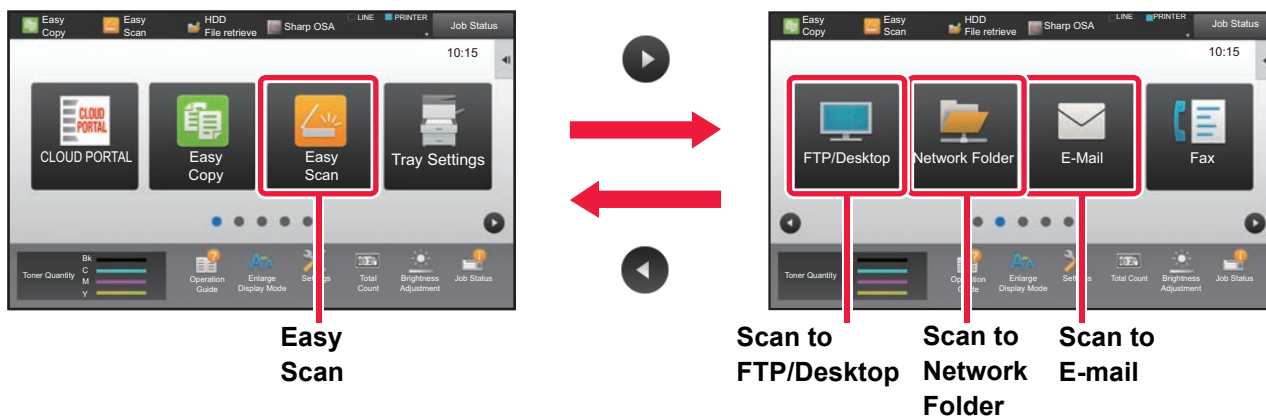 Easy Copy
Easy Scan
HDD File retrieve
Sharp OSA
LINE
PRINTER
Job Status
10:15
CLOUD PORTAL
CLOUD PORTAL
Easy Copy
Easy Scan
Tray Settings
Toner Quantity
Bk
C
M
Y
Operation Guide
Enlarge Display Mode
Settings
Total Count
Brightness Adjustment
Job Status
Easy
Scan
Easy Copy
Easy Scan
HDD File retrieve
Sharp OSA
LINE
PRINTER
Job Status
10:15
FTP/Desktop
Network Folder
E-Mail
Fax
Toner Quantity
Operation Guide
Enlarge Display Mode
Settings
Total Count
Brightness Adjustment
Job Status
Scan to
FTP/Desktop
Scan to
Network
Folder
Scan to
E-mail